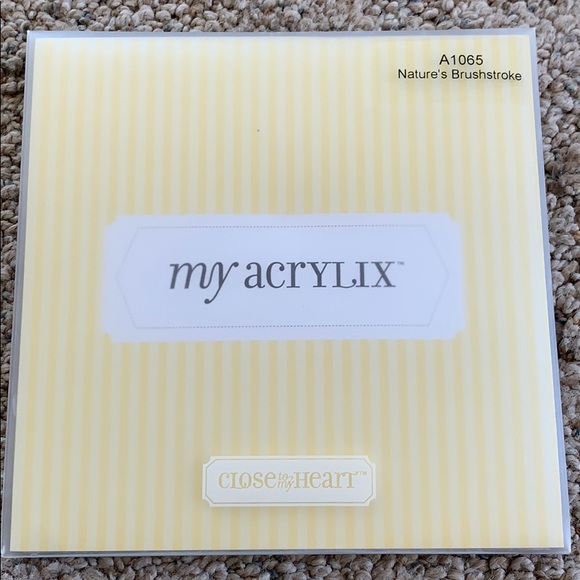 A1065
Nature's Brushstroke
my acrylix™
close to my Heart™